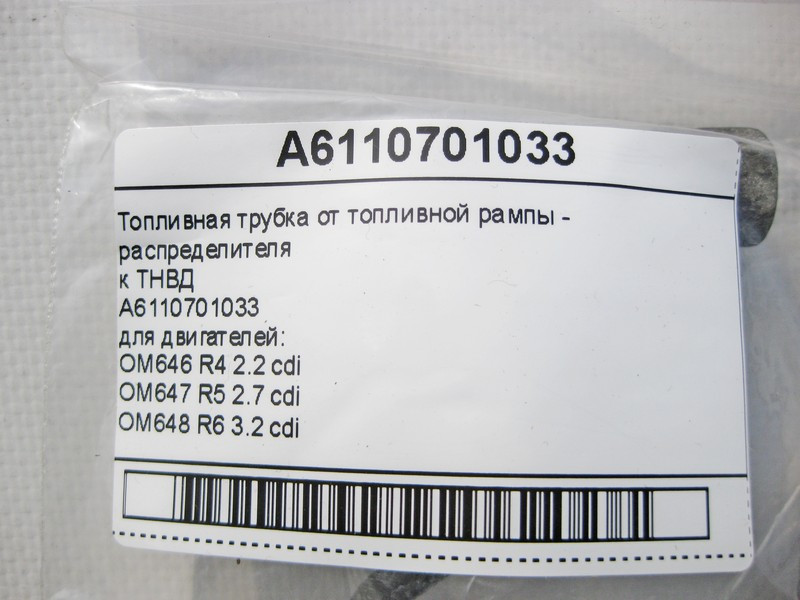 A6110701033
Топливная трубка от топливной рампы -
распределителя
к ТНВД
A6110701033
для двигателей:
OM646 R4 2.2 cdi
OM647 R5 2.7 cdi
OM648 R6 3.2 cdi